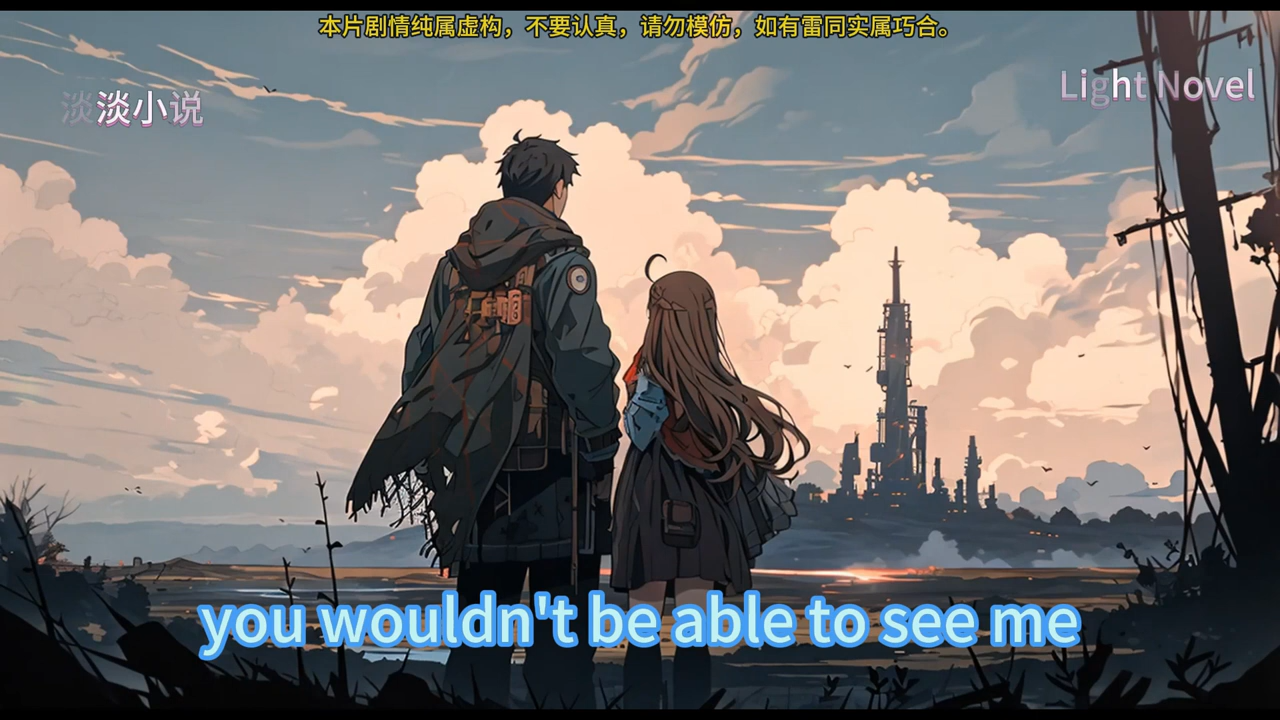 本片剧情纯属虚构，不要认真，请勿模仿，如有雷同实属巧合。
淡淡小说
Light Novel
you wouldn't be able to see me